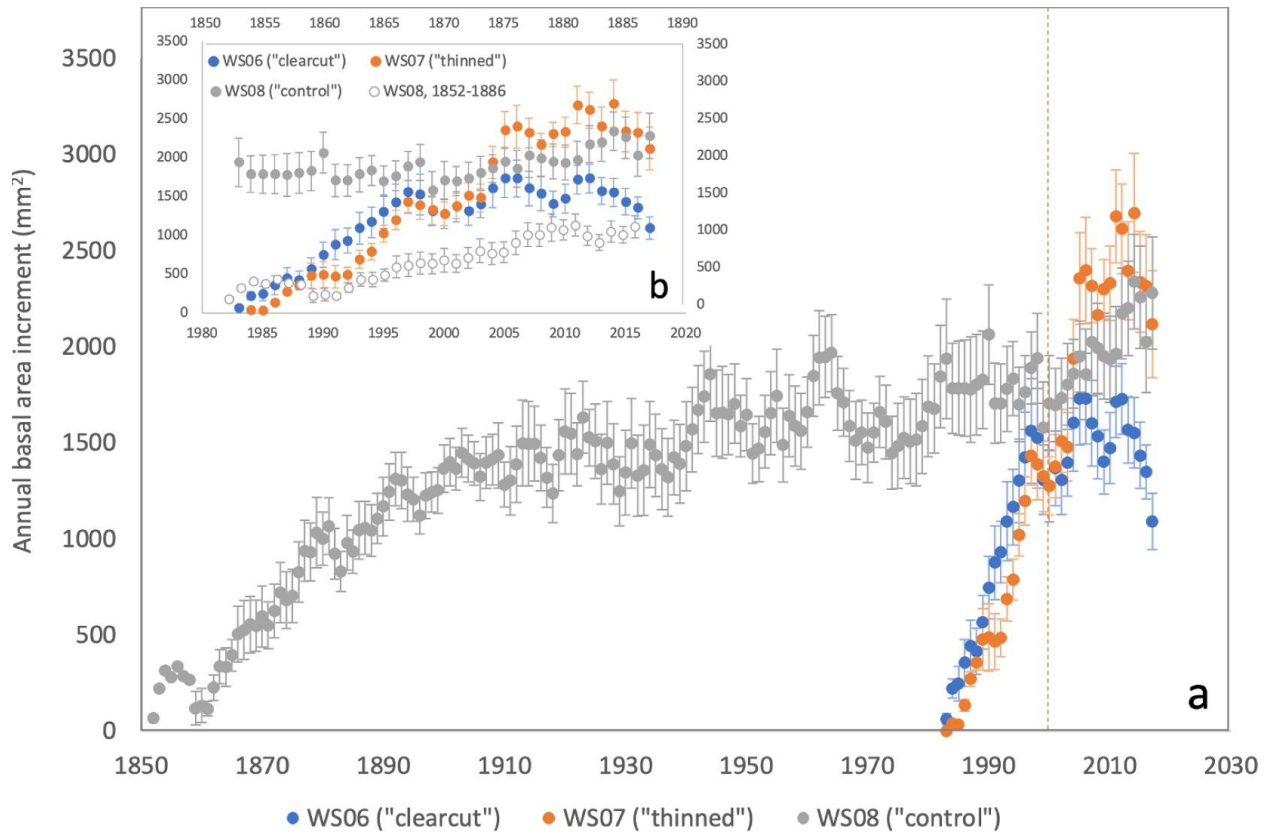 1850 1855 1860 1865 1870 1875 1880 1885 1890
3500 3500
3500
WS06 ("clearcut") WS07 ("thinned")
3000 3000
WS08 ("control") WS08, 1852-1886
2500 2500
2000 2000
3000
1500 1500
1000 1000
500 b 500
0 0
1980 1985 1990 1995 2000 2005 2010 2015 2020
2500
Annual basal area increment (mm-2)
2000
1500
1000
500
a
0
1850 1870 1890 1910 1930 1950 1970 1990 2010 2030
WS06 ("clearcut") WS07 ("thinned") WS08 ("control")